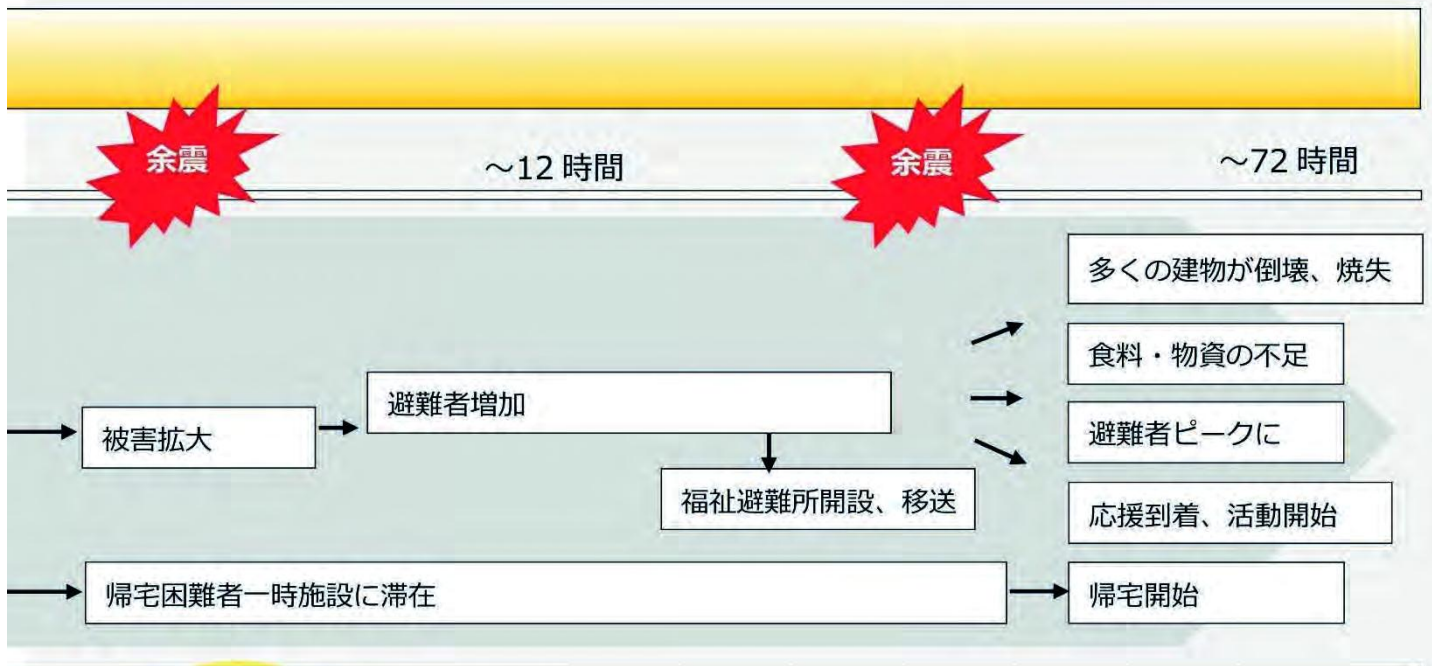 余震
～12 時間
余震
～72 時間
多くの建物が倒壊、焼失
食料・物資の不足
避難者増加
避難者ピークに
被害拡大
福祉避難所開設、移送
応援到着、活動開始
帰宅困難者一時施設に滞在
帰宅開始